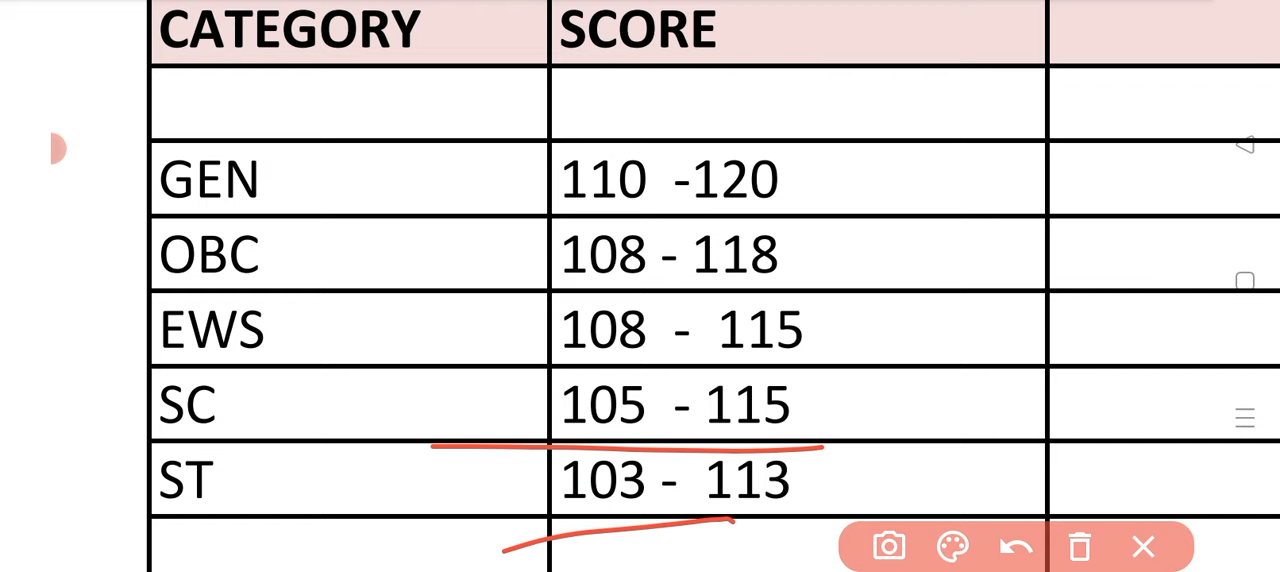 CATEGORY SCORE
GEN 110 -120
OBC 108 - 118
EWS 108 - 115
SC 105 - 115
ST 103 - 113